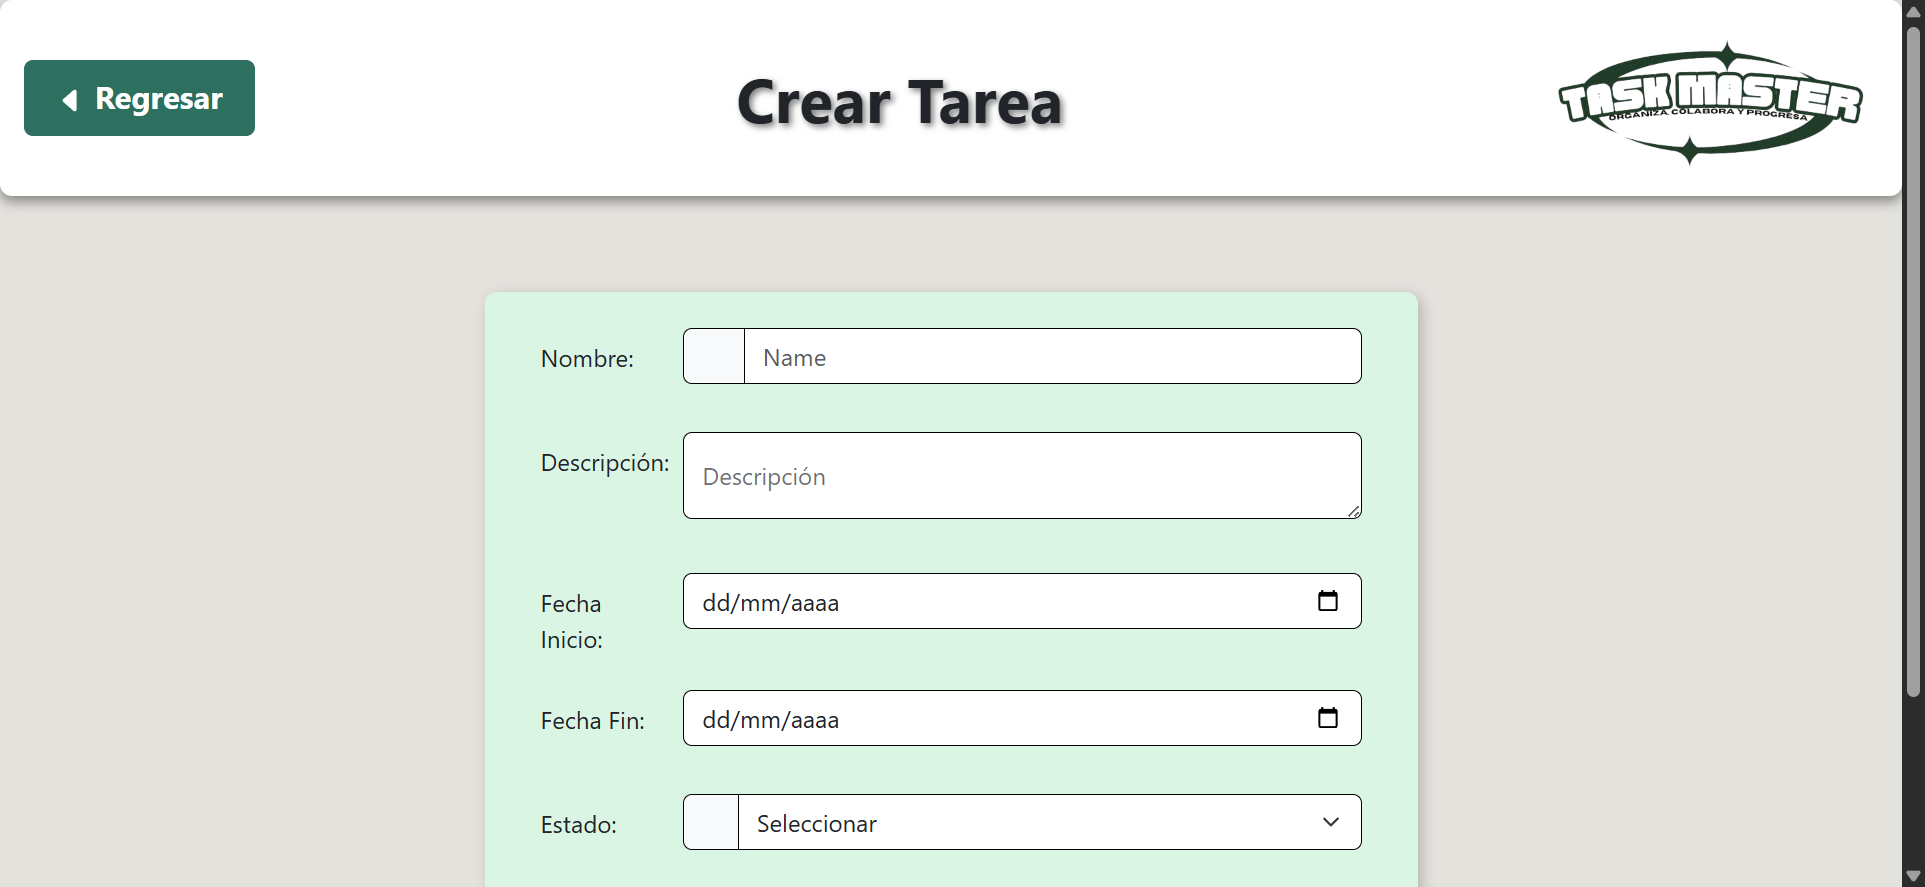 Regresar
Crear Tarea
TASK MASTER
ORGANIZA, COLABORA Y PROGRESA
Nombre:
Name
Descripción:
Descripción
Fecha
Inicio:
dd/mm/aaaa
Fecha Fin:
dd/mm/aaaa
Estado:
Seleccionar